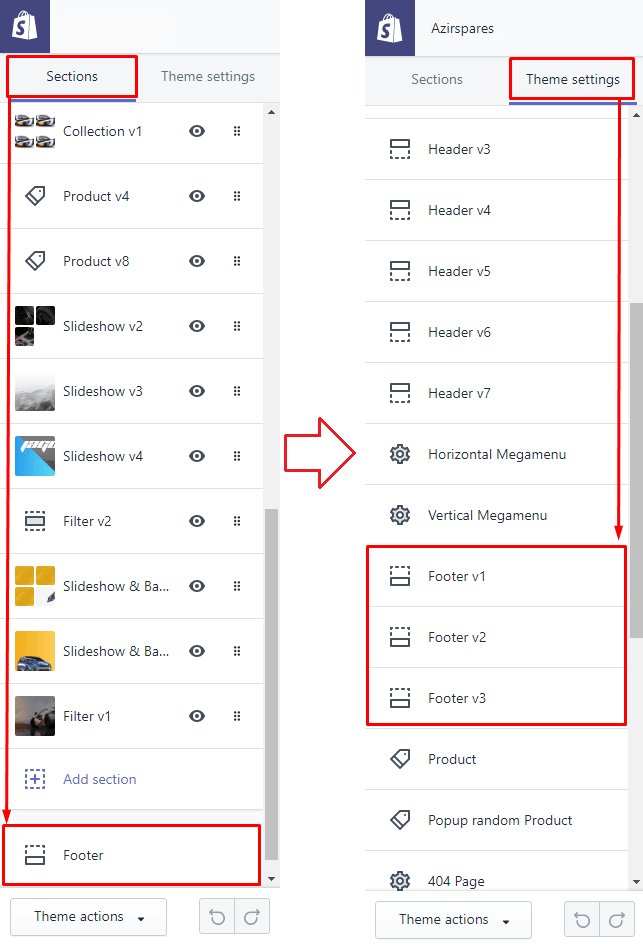 Sections
Theme settings
Collection v1
Product v4
Product v8
Slideshow v2
Slideshow v3
Slideshow v4
Filter v2
Slideshow & Ba...
Slideshow & Ba...
Filter v1
Add section
Footer
Theme actions
Azirspares
Sections
Theme settings
Header v3
Header v4
Header v5
Header v6
Header v7
Horizontal Megamenu
Vertical Megamenu
Footer v1
Footer v2
Footer v3
Product
Popup random Product
404 Page
Theme actions